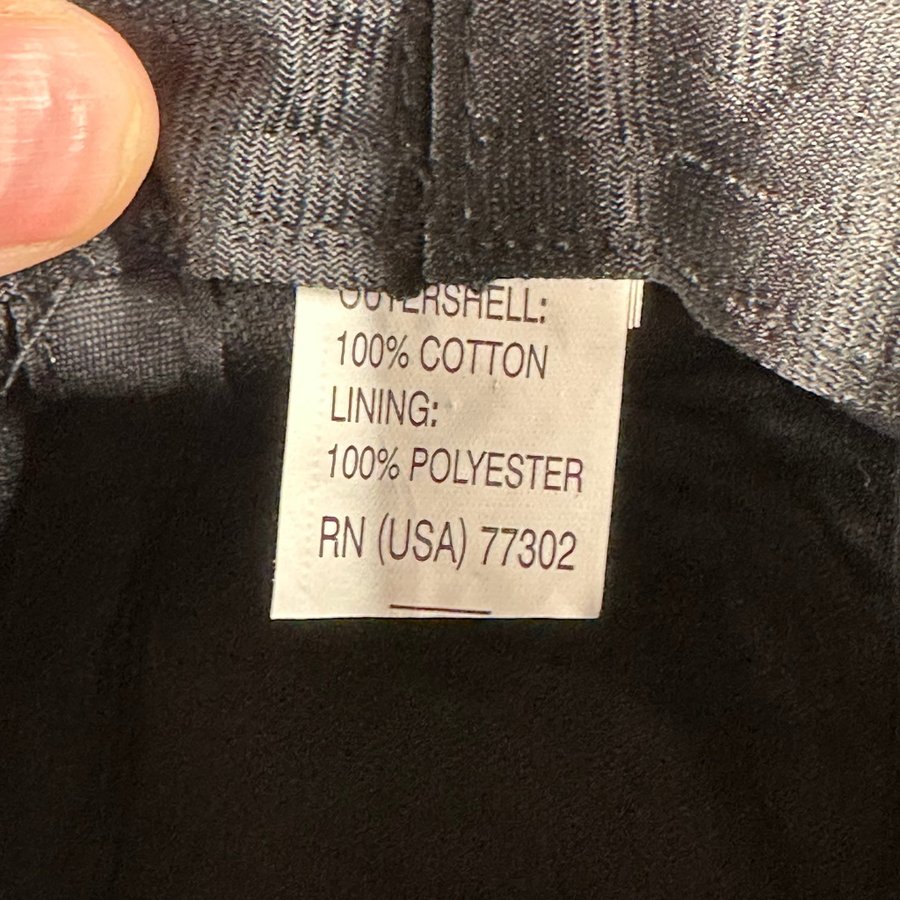 OUTERSHELL:
100% COTTON
LINING:
100% POLYESTER
RN (USA) 77302